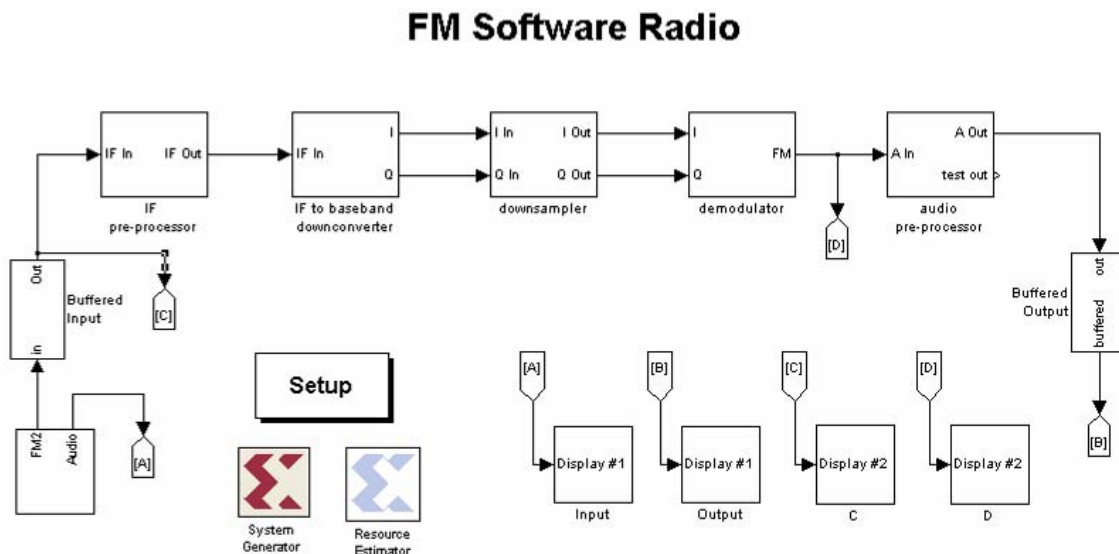 FM Software Radio
IF In
IF Out
IF
pre-processor
IF In
I
Q
IF to baseband
downconverter
I In
Q In
I Out
Q Out
downsampler
I
Q
FM
demodulator
[D]
A In
A Out
test out
audio
pre-processor
Out
in
Buffered
Input
[C]
out
buffered
Buffered
Output
[B]
FM2
Audio
[A]
Setup
System
Generator
Resource
Estimator
[A]
Display #1
Input
[B]
Display #1
Output
[C]
Display #2
C
[D]
Display #2
D